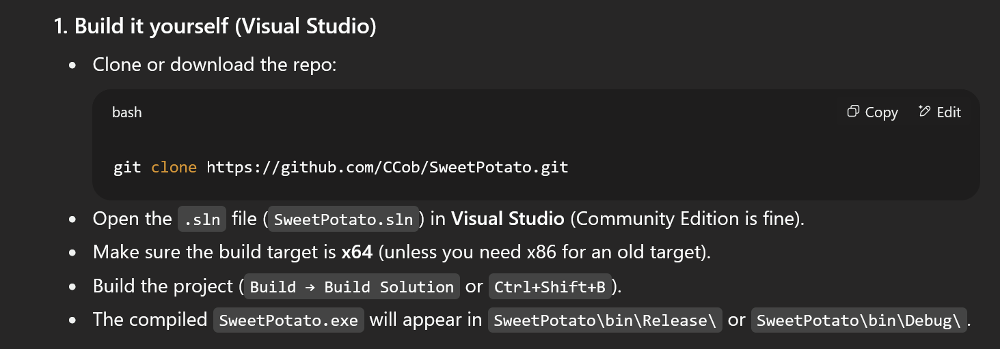 1. Build it yourself (Visual Studio)
• Clone or download the repo:
bash Copy Edit
git clone https://github.com/CCob/SweetPotato.git
• Open the .sln file (SweetPotato.sln) in Visual Studio (Community Edition is fine).
• Make sure the build target is x64 (unless you need x86 for an old target).
• Build the project (Build → Build Solution or Ctrl+Shift+B).
• The compiled SweetPotato.exe will appear in SweetPotato\bin\Release\ or SweetPotato\bin\Debug\.